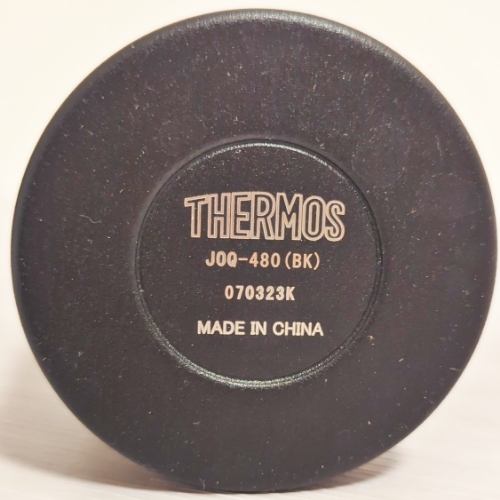 THERMOS
JOQ-480(BK)
070323K
MADE IN CHINA